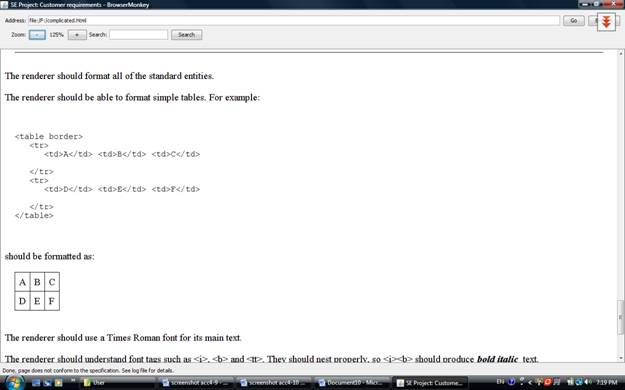 SE Project: Customer requirements - BrowserMonkey
Address: file:/F:/complicated.html Go
Zoom: - 125% + Search: Search
The renderer should format all of the standard entities.
The renderer should be able to format simple tables. For example:
<table border>
<tr>
<td>A</td> <td>B</td> <td>C</td>
</tr>
<tr>
<td>D</td> <td>E</td> <td>F</td>
</tr>
</table>
should be formatted as:
A B C
D E F
The renderer should use a Times Roman font for its main text.
The renderer should understand font tags such as <i>, <b> and <tt>. They should nest properly, so <i><b> should produce bold italic text.
Done, page does not conform to the specification. See log file for details.
User screenshot acc4-9 - ... screenshot acc4-10 ... Document10 - Micr... SE Project: Custome... EN 7:19 PM